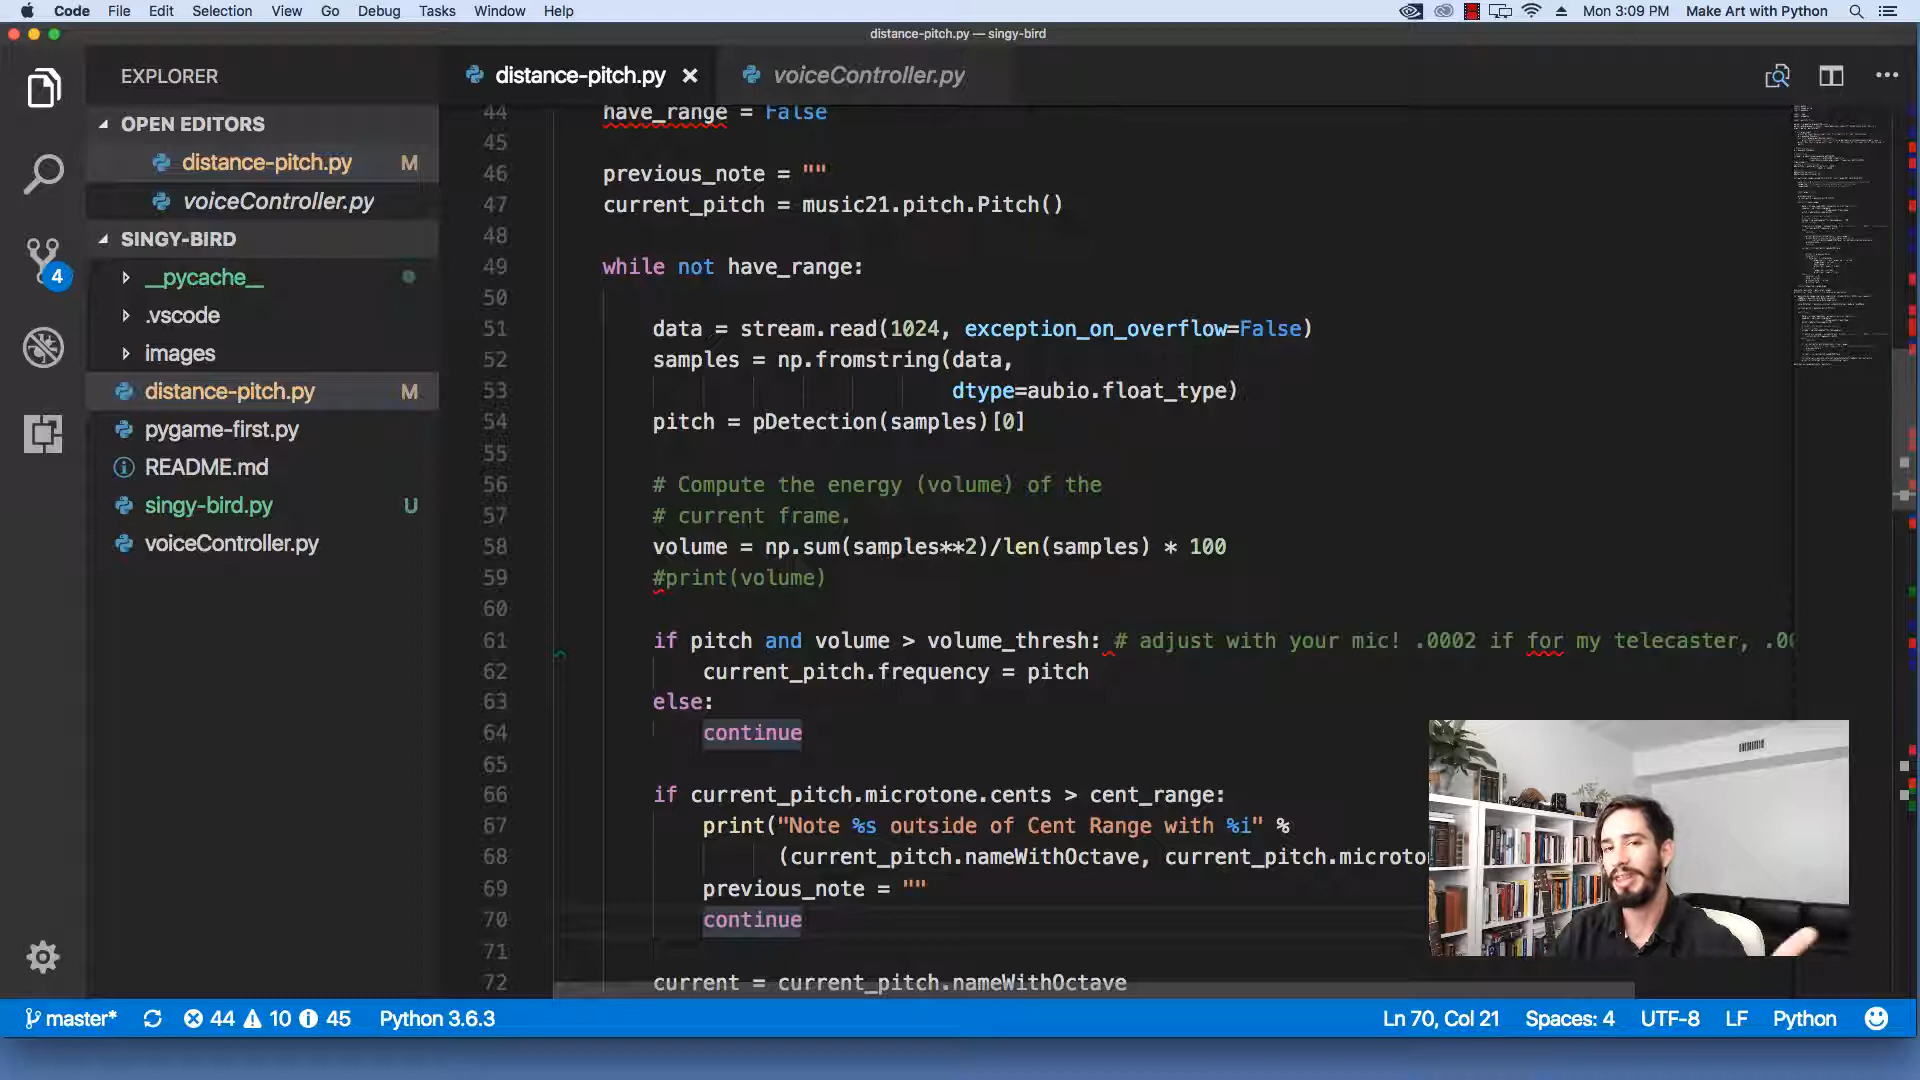 Code File Edit Selection View Go Debug Tasks Window Help Mon 3:09 PM Make Art with Python
distance-pitch.py — singy-bird
EXPLORER
distance-pitch.py
voiceController.py
OPEN EDITORS
distance-pitch.py M
voiceController.py
SINGY-BIRD
__pycache__
.vscode
images
distance-pitch.py M
pygame-first.py
README.md
singy-bird.py U
voiceController.py
4
44 have_range = False
45
46 previous_note = ""
47 current_pitch = music21.pitch.Pitch()
48
49 while not have_range:
50
51 data = stream.read(1024, exception_on_overflow=False)
52 samples = np.fromstring(data,
53 dtype=aubio.float_type)
54 pitch = pDetection(samples)[0]
55
56 # Compute the energy (volume) of the
57 # current frame.
58 volume = np.sum(samples**2)/len(samples) * 100
59 #print(volume)
60
61 if pitch and volume > volume_thresh: # adjust with your mic! .0002 if for my telecaster, .00
62 current_pitch.frequency = pitch
63 else:
64 continue
65
66 if current_pitch.microtone.cents > cent_range:
67 print("Note %s outside of Cent Range with %i" %
68 (current_pitch.nameWithOctave, current_pitch.microto
69 previous_note = ""
70 continue
71
72 current = current_pitch.nameWithOctave
master* 44 10 45 Python 3.6.3 Ln 70, Col 21 Spaces: 4 UTF-8 LF Python